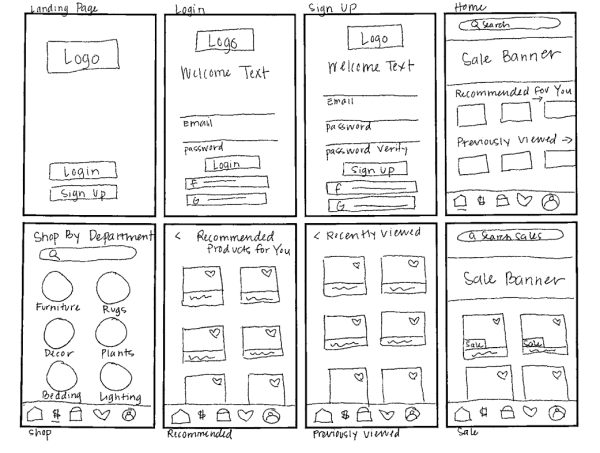 Landing Page
Logo
Login
Sign Up
Login
Logo
Welcome Text
Email
password
Login
F
G
Sign Up
Logo
Welcome Text
Email
password
password verify
Sign Up
F
G
Home
Search
Sale Banner
Recommended For You
Previously Viewed
Shop By Department
Furniture
Rugs
Decor
Plants
Bedding
Lighting
$
Shop
< Recommended
Products for You
$
Recommended
< Recently Viewed
$
Previously Viewed
Search Sales
Sale Banner
Sale
Sale
$
Sale